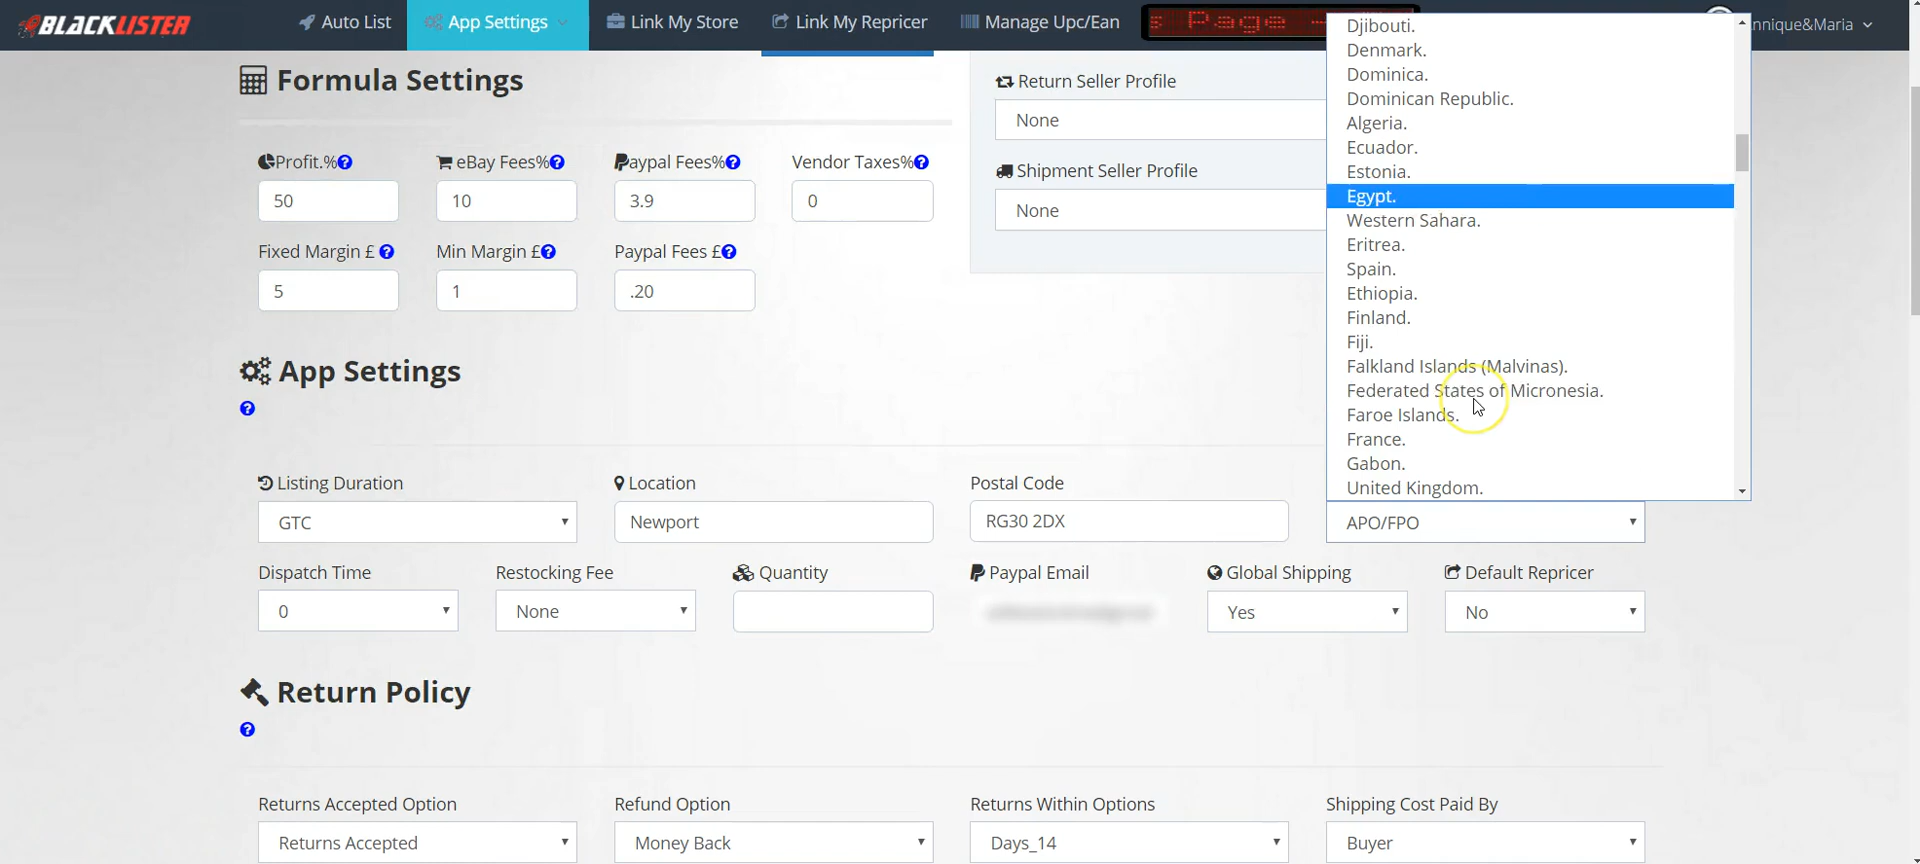 BLACKLISTER
Auto List
App Settings
Link My Store
Link My Repricer
Manage Upc/Ean
s Page
nnique&Maria
Formula Settings
Profit.%
eBay Fees%
Paypal Fees%
Vendor Taxes%
50
10
3.9
0
Fixed Margin £
Min Margin £
Paypal Fees £
5
1
.20
Return Seller Profile
None
Shipment Seller Profile
None
Djibouti.
Denmark.
Dominica.
Dominican Republic.
Algeria.
Ecuador.
Estonia.
Egypt.
Western Sahara.
Eritrea.
Spain.
Ethiopia.
Finland.
Fiji.
Falkland Islands (Malvinas).
Federated States of Micronesia.
Faroe Islands.
France.
Gabon.
United Kingdom.
App Settings
Listing Duration
Location
Postal Code
GTC
Newport
RG30 2DX
APO/FPO
Dispatch Time
Restocking Fee
Quantity
Paypal Email
Global Shipping
Default Repricer
0
None
Yes
No
Return Policy
Returns Accepted Option
Refund Option
Returns Within Options
Shipping Cost Paid By
Returns Accepted
Money Back
Days_14
Buyer